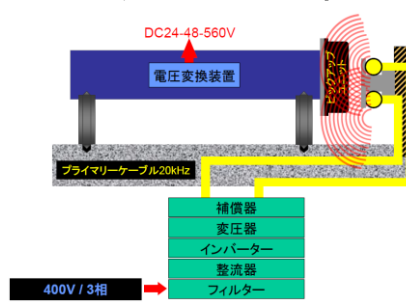 DC24-48-560V
電圧変換装置
ピックアップ
ユニット
プライマリーケーブル20kHz
補償器
変圧器
インバーター
整流器
400V / 3相
フィルター